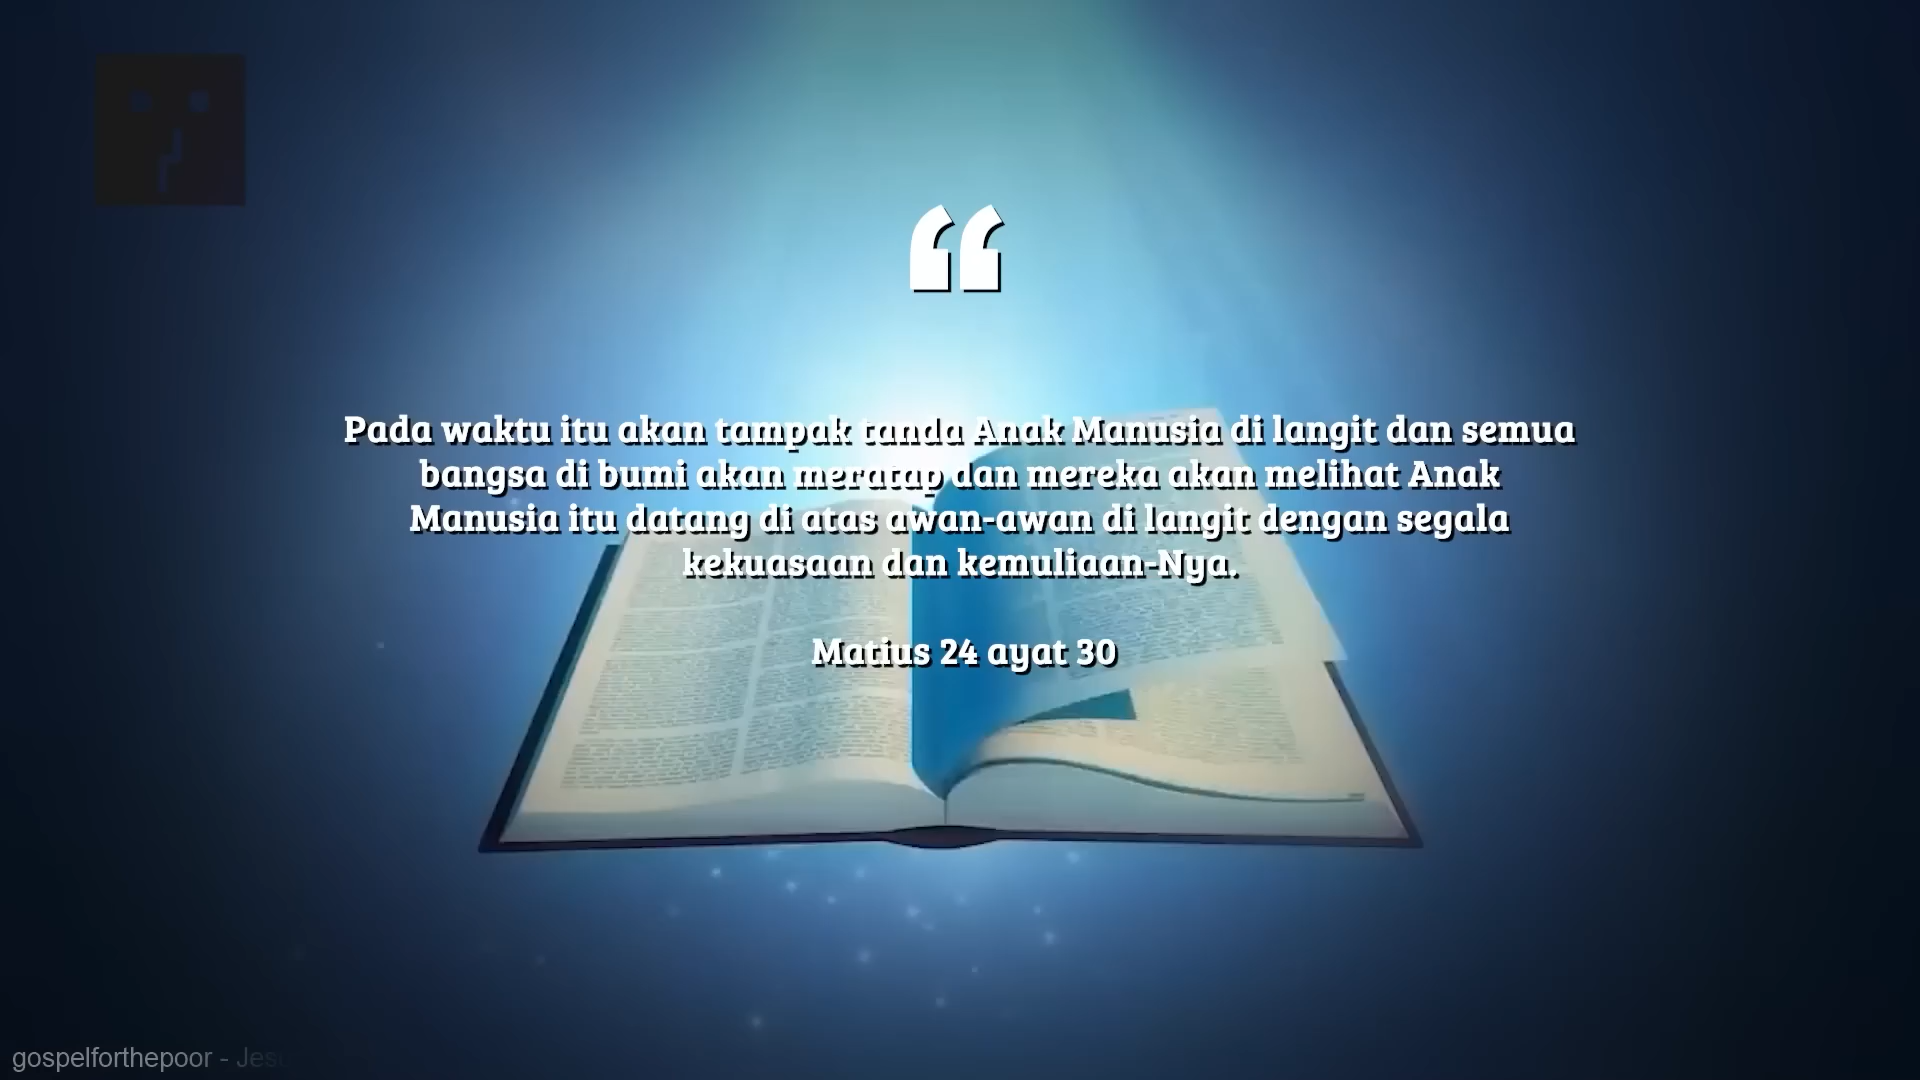 “
Pada waktu itu akan tampak tanda Anak Manusia di langit dan semua
bangsa di bumi akan meratap dan mereka akan melihat Anak
Manusia itu datang di atas awan-awan di langit dengan segala
kekuasaan dan kemuliaan-Nya.
Matius 24 ayat 30
gospelforthepoor -